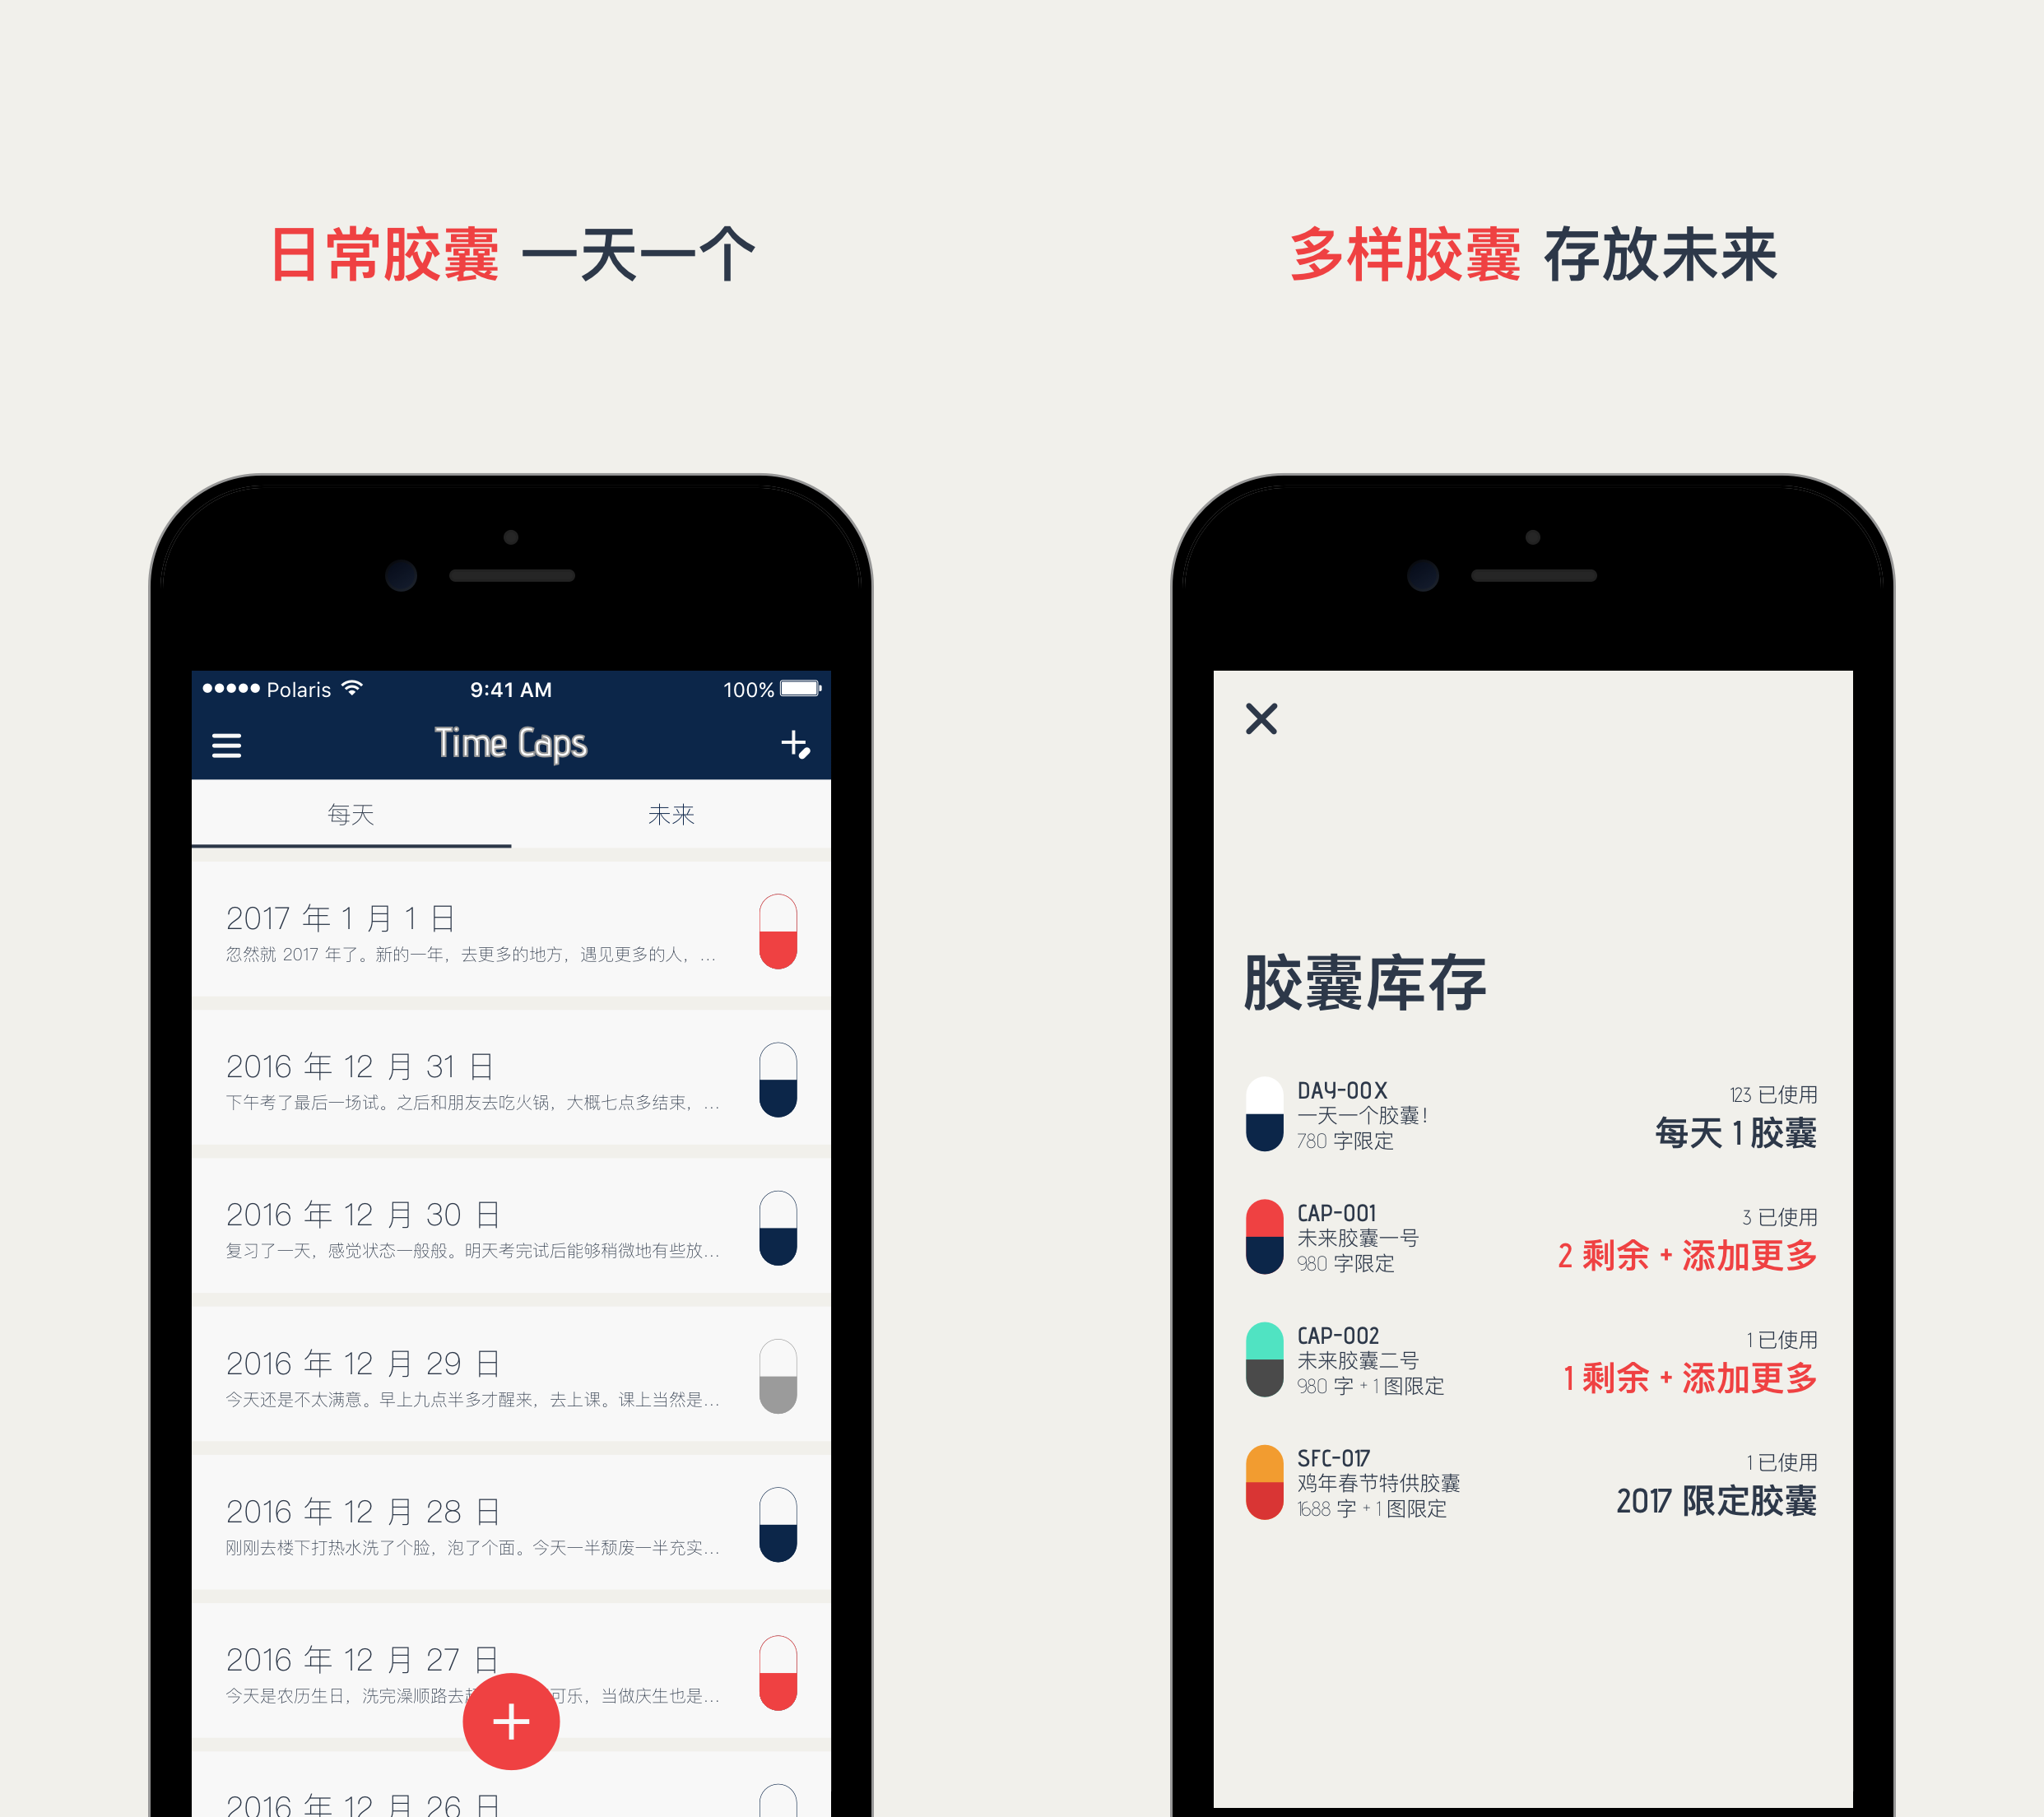 日常胶囊 一天一个
Polaris 9:41 AM 100%
Time Caps
每天 未来
2017 年 1 月 1 日
忽然就 2017 年了。新的一年，去更多的地方，遇见更多的人，...
2016 年 12 月 31 日
下午考了最后一场试。之后和朋友去吃火锅，大概七点多结束，...
2016 年 12 月 30 日
复习了一天，感觉状态一般般。明天考完试后能够稍微地有些放...
2016 年 12 月 29 日
今天还是不太满意。早上九点半多才醒来，去上课。课上当然是...
2016 年 12 月 28 日
刚刚去楼下打热水洗了个脸，泡了个面。今天一半颓废一半充实...
2016 年 12 月 27 日
今天是农历生日，洗完澡顺路去 可乐，当做庆生也是...
2016 年 12 月 26 日
多样胶囊 存放未来
胶囊库存
DAY-00X
一天一个胶囊！
780 字限定
123 已使用
每天 1 胶囊
CAP-001
未来胶囊一号
980 字限定
3 已使用
2 剩余 + 添加更多
CAP-002
未来胶囊二号
980 字 + 1 图限定
1 已使用
1 剩余 + 添加更多
SFC-017
鸡年春节特供胶囊
1688 字 + 1 图限定
1 已使用
2017 限定胶囊